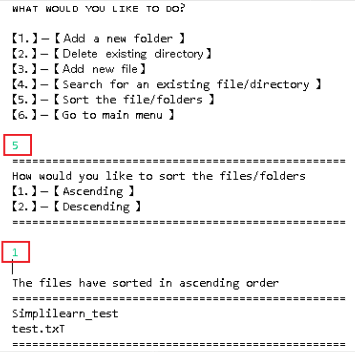 WHAT WOULD YOU LIKE TO DO?
【1.】—【 Add a new folder 】
【2.】—【 Delete existing directory】
【3.】—【 Add new file】
【4.】—【 Search for an existing file/directory 】
【5.】—【 Sort the file/folders 】
【6.】—【 Go to main menu 】
5
==================================================
How would you like to sort the files/folders
【1.】—【 Ascending 】
【2.】—【 Descending 】
==================================================
1
The files have sorted in ascending order
==================================================
Simplilearn_test
test.txT
==================================================